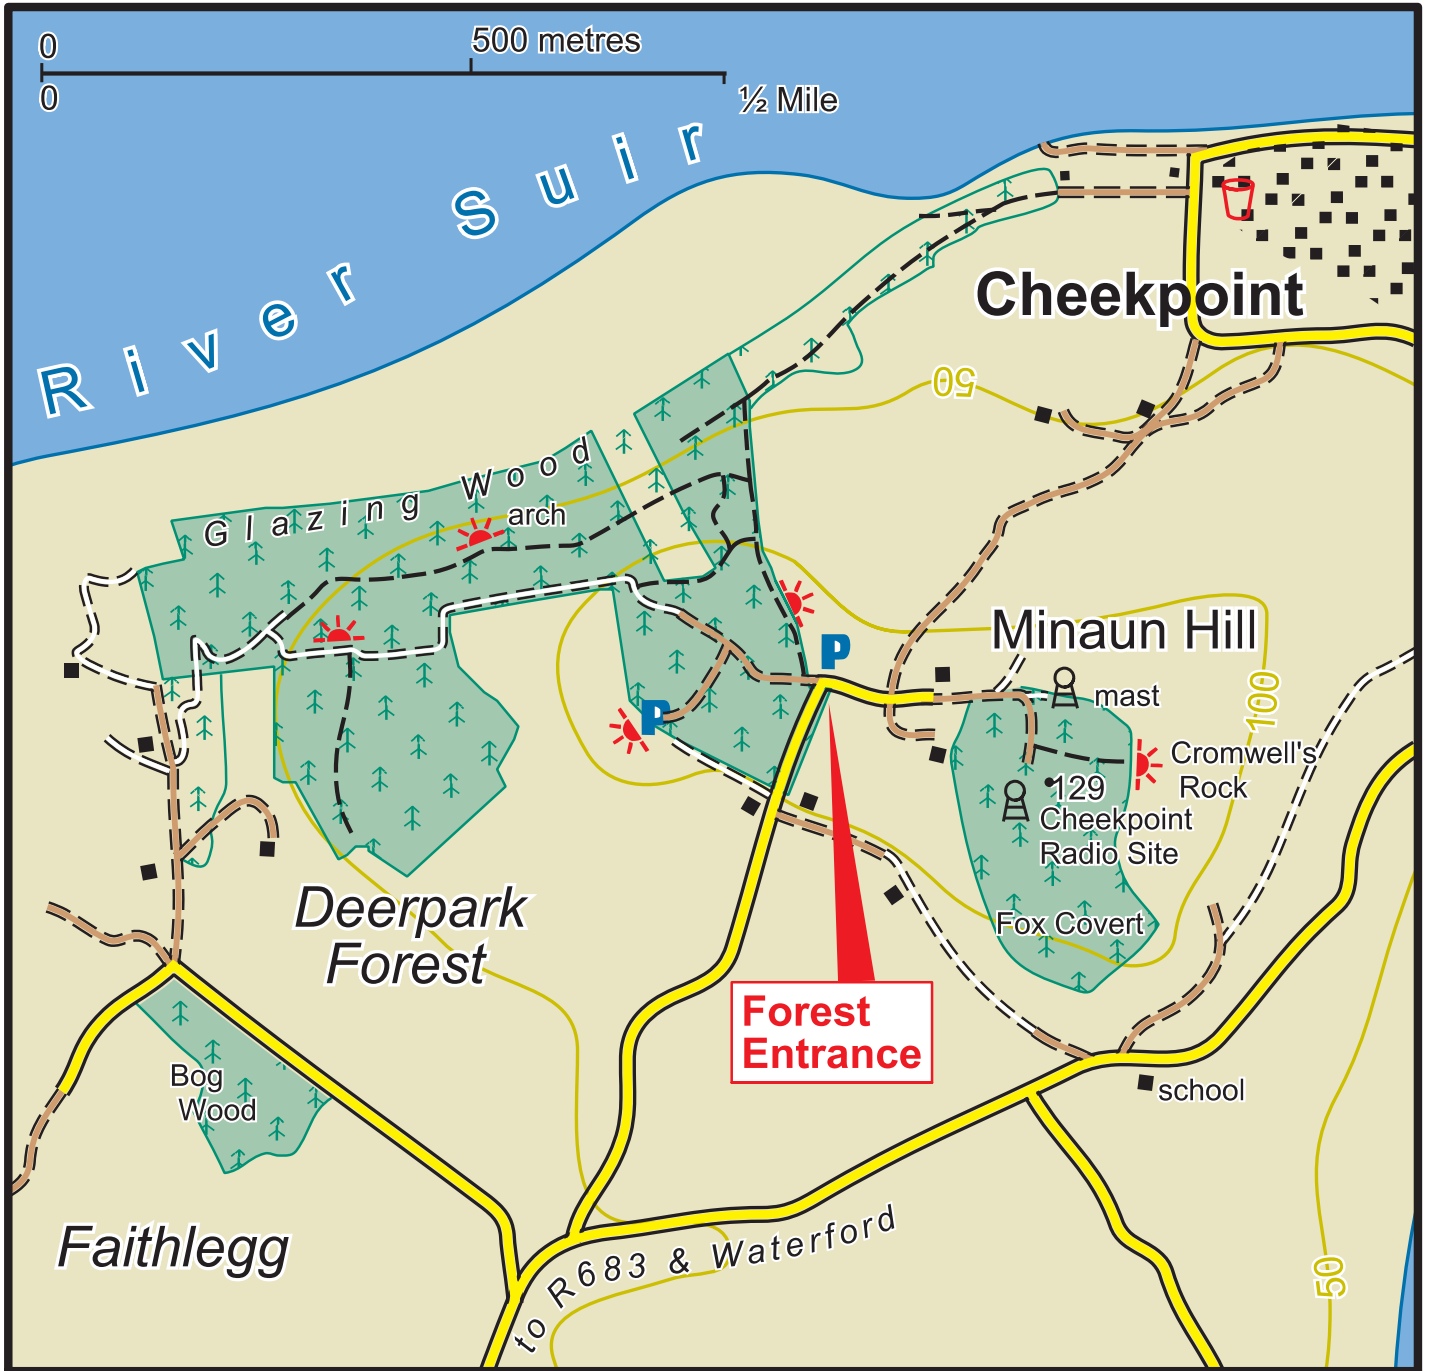 0
500 metres
0
½ Mile
River Suir
Cheekpoint
50
Glazing Wood
arch
Minaun Hill
P
mast
100
P
Cromwell's
Rock
129
Cheekpoint
Radio Site
Deerpark
Forest
Fox Covert
Forest
Entrance
Bog
Wood
school
Faithlegg
to R683 & Waterford
50